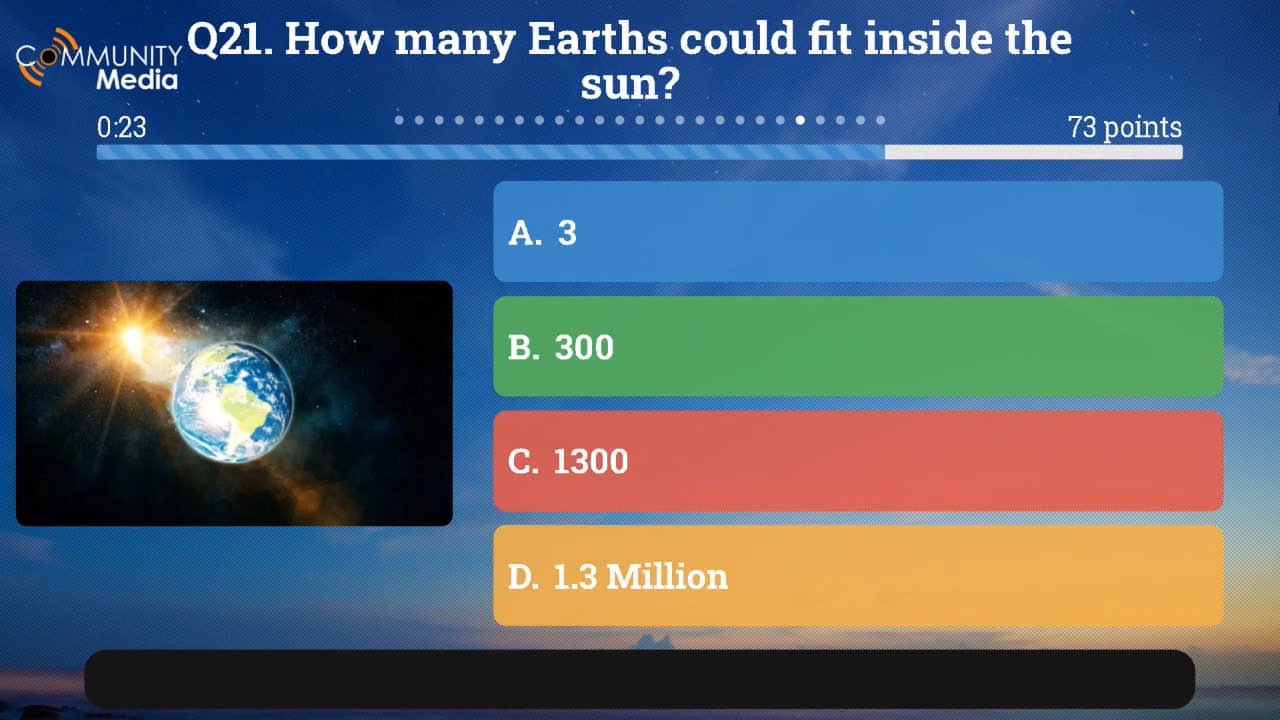 COMMUNITY
Media
Q21. How many Earths could fit inside the
sun?
0:23
73 points
A. 3
B. 300
C. 1300
D. 1.3 Million